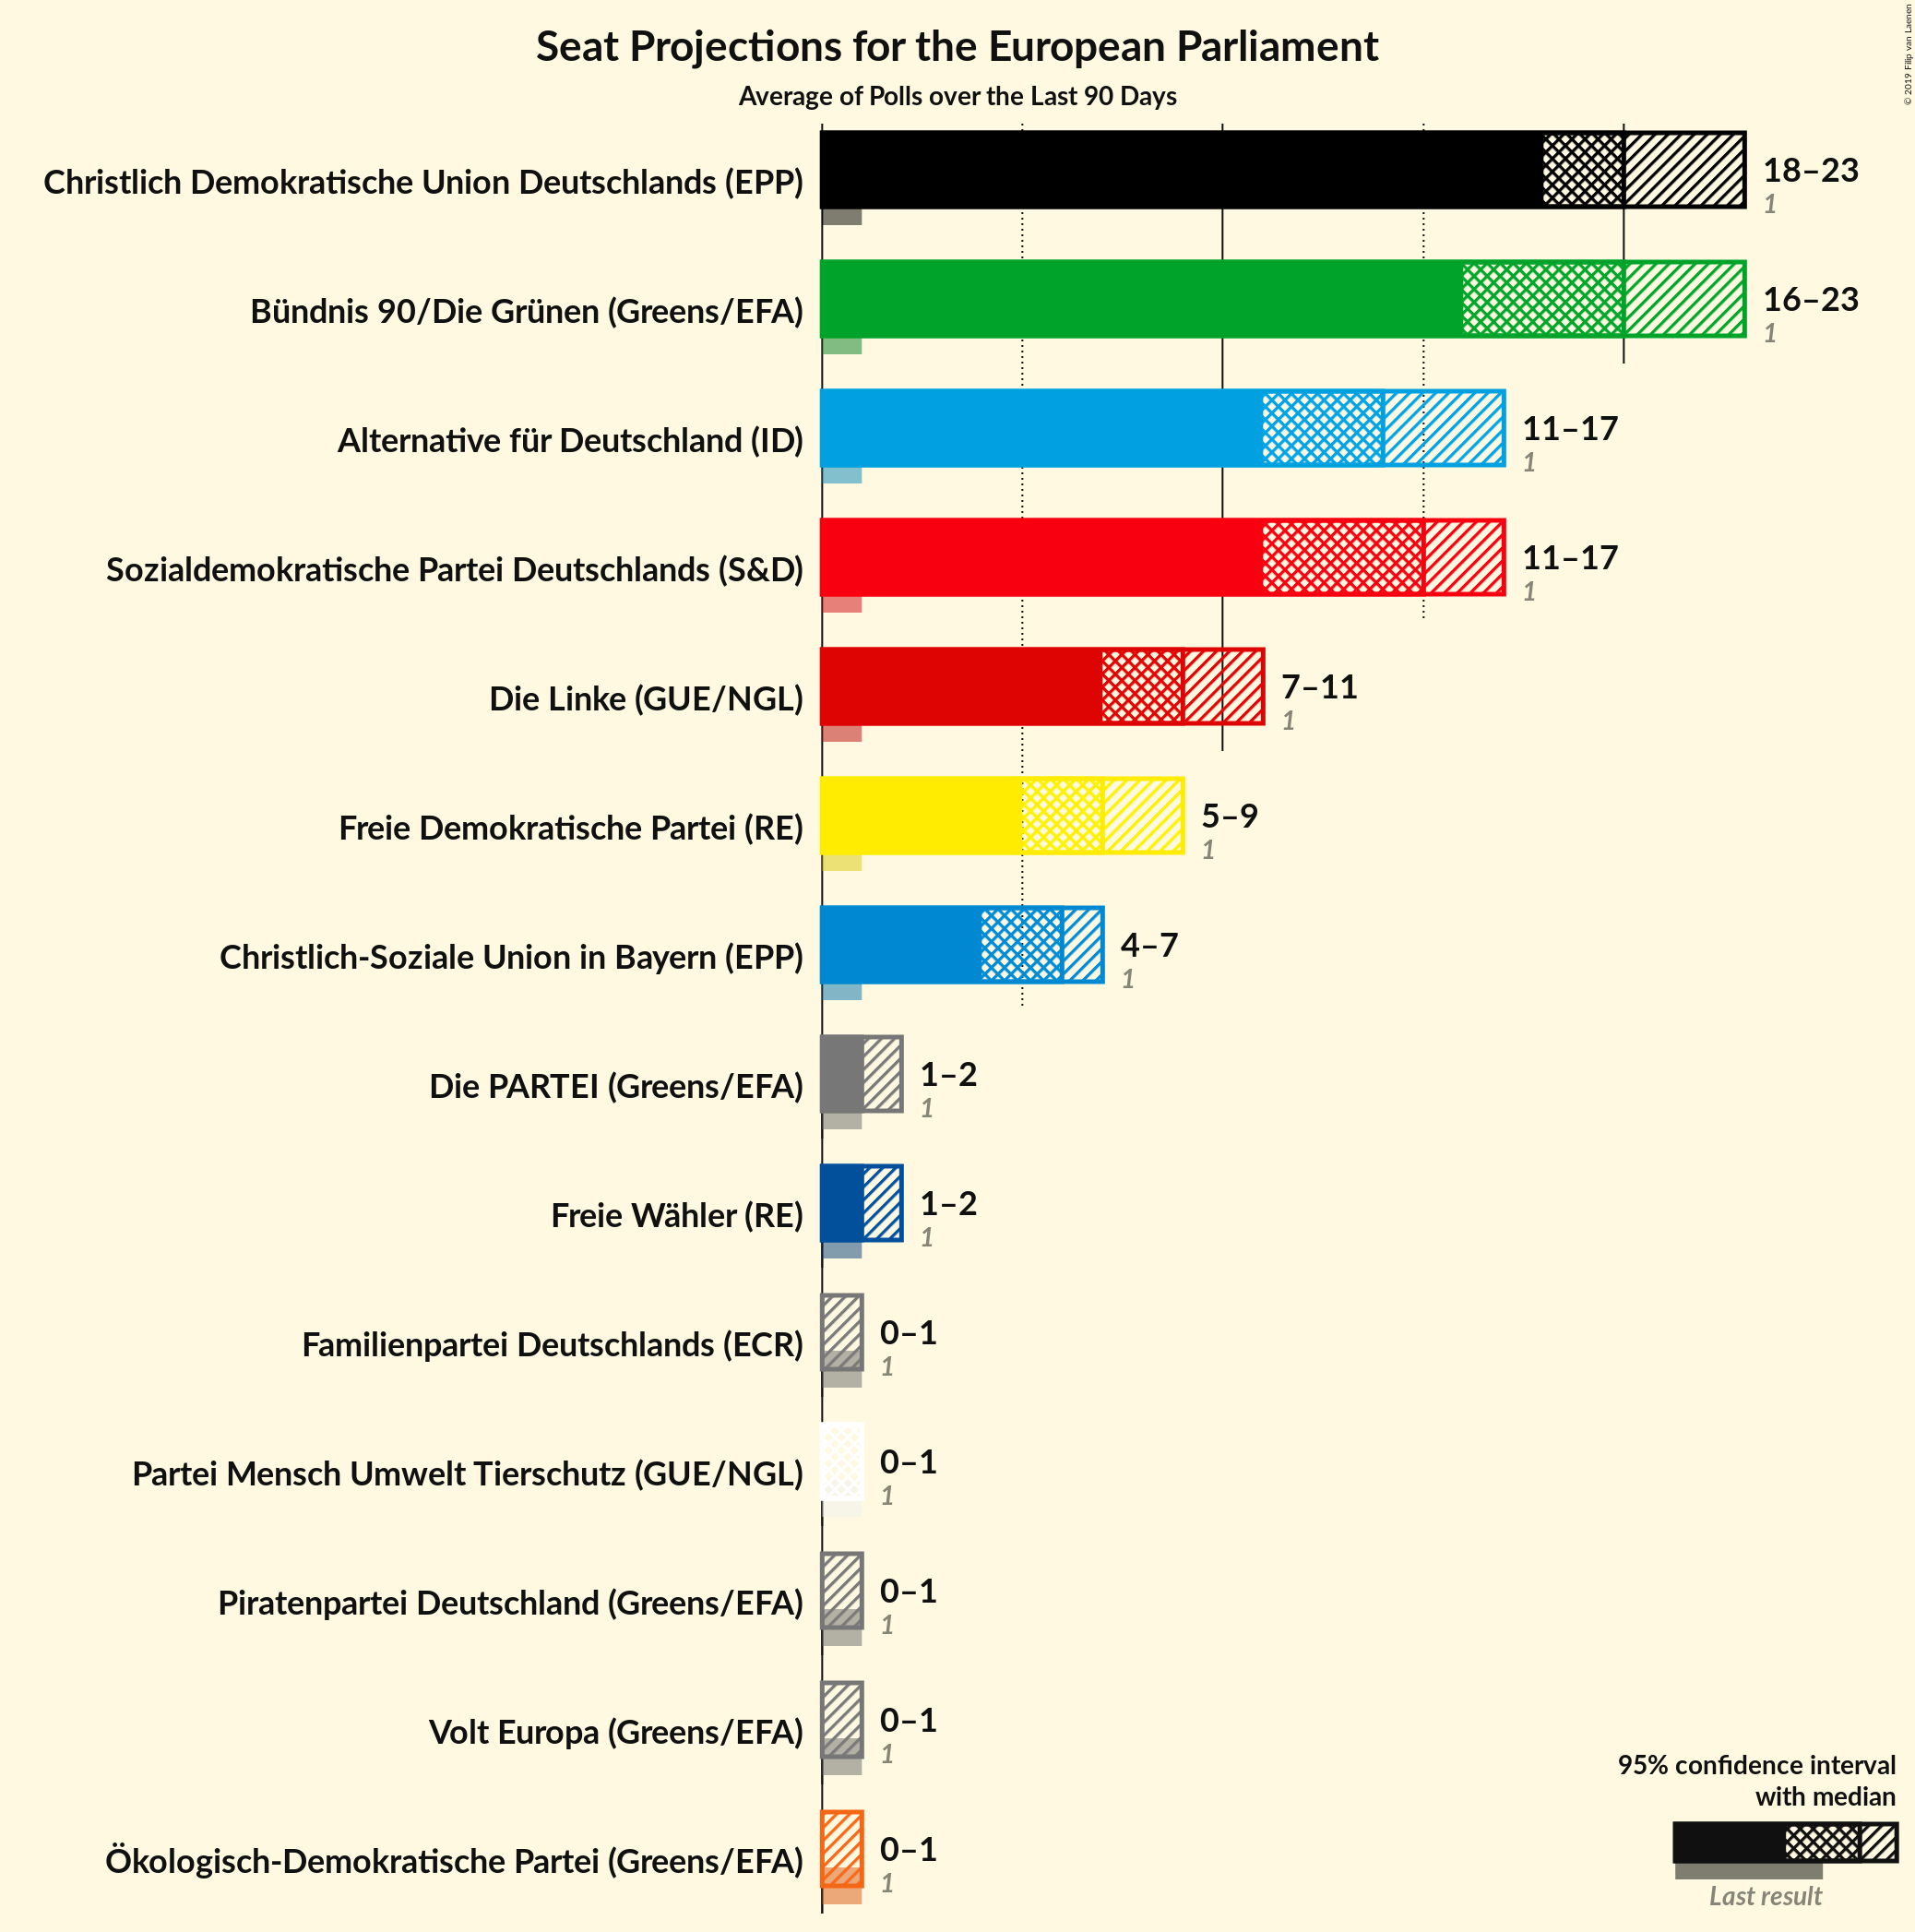 Seat Projections for the European Parliament
Average of Polls over the Last 90 Days
© 2019 Filip van Laenen
Christlich Demokratische Union Deutschlands (EPP)
18–23
1
Bündnis 90/Die Grünen (Greens/EFA)
16–23
1
Alternative für Deutschland (ID)
11–17
1
Sozialdemokratische Partei Deutschlands (S&D)
11–17
1
Die Linke (GUE/NGL)
7–11
1
Freie Demokratische Partei (RE)
5–9
1
Christlich-Soziale Union in Bayern (EPP)
4–7
1
Die PARTEI (Greens/EFA)
1–2
1
Freie Wähler (RE)
1–2
1
Familienpartei Deutschlands (ECR)
0–1
1
Partei Mensch Umwelt Tierschutz (GUE/NGL)
0–1
1
Piratenpartei Deutschland (Greens/EFA)
0–1
1
Volt Europa (Greens/EFA)
0–1
1
Ökologisch-Demokratische Partei (Greens/EFA)
0–1
1
95% confidence interval
with median
Last result